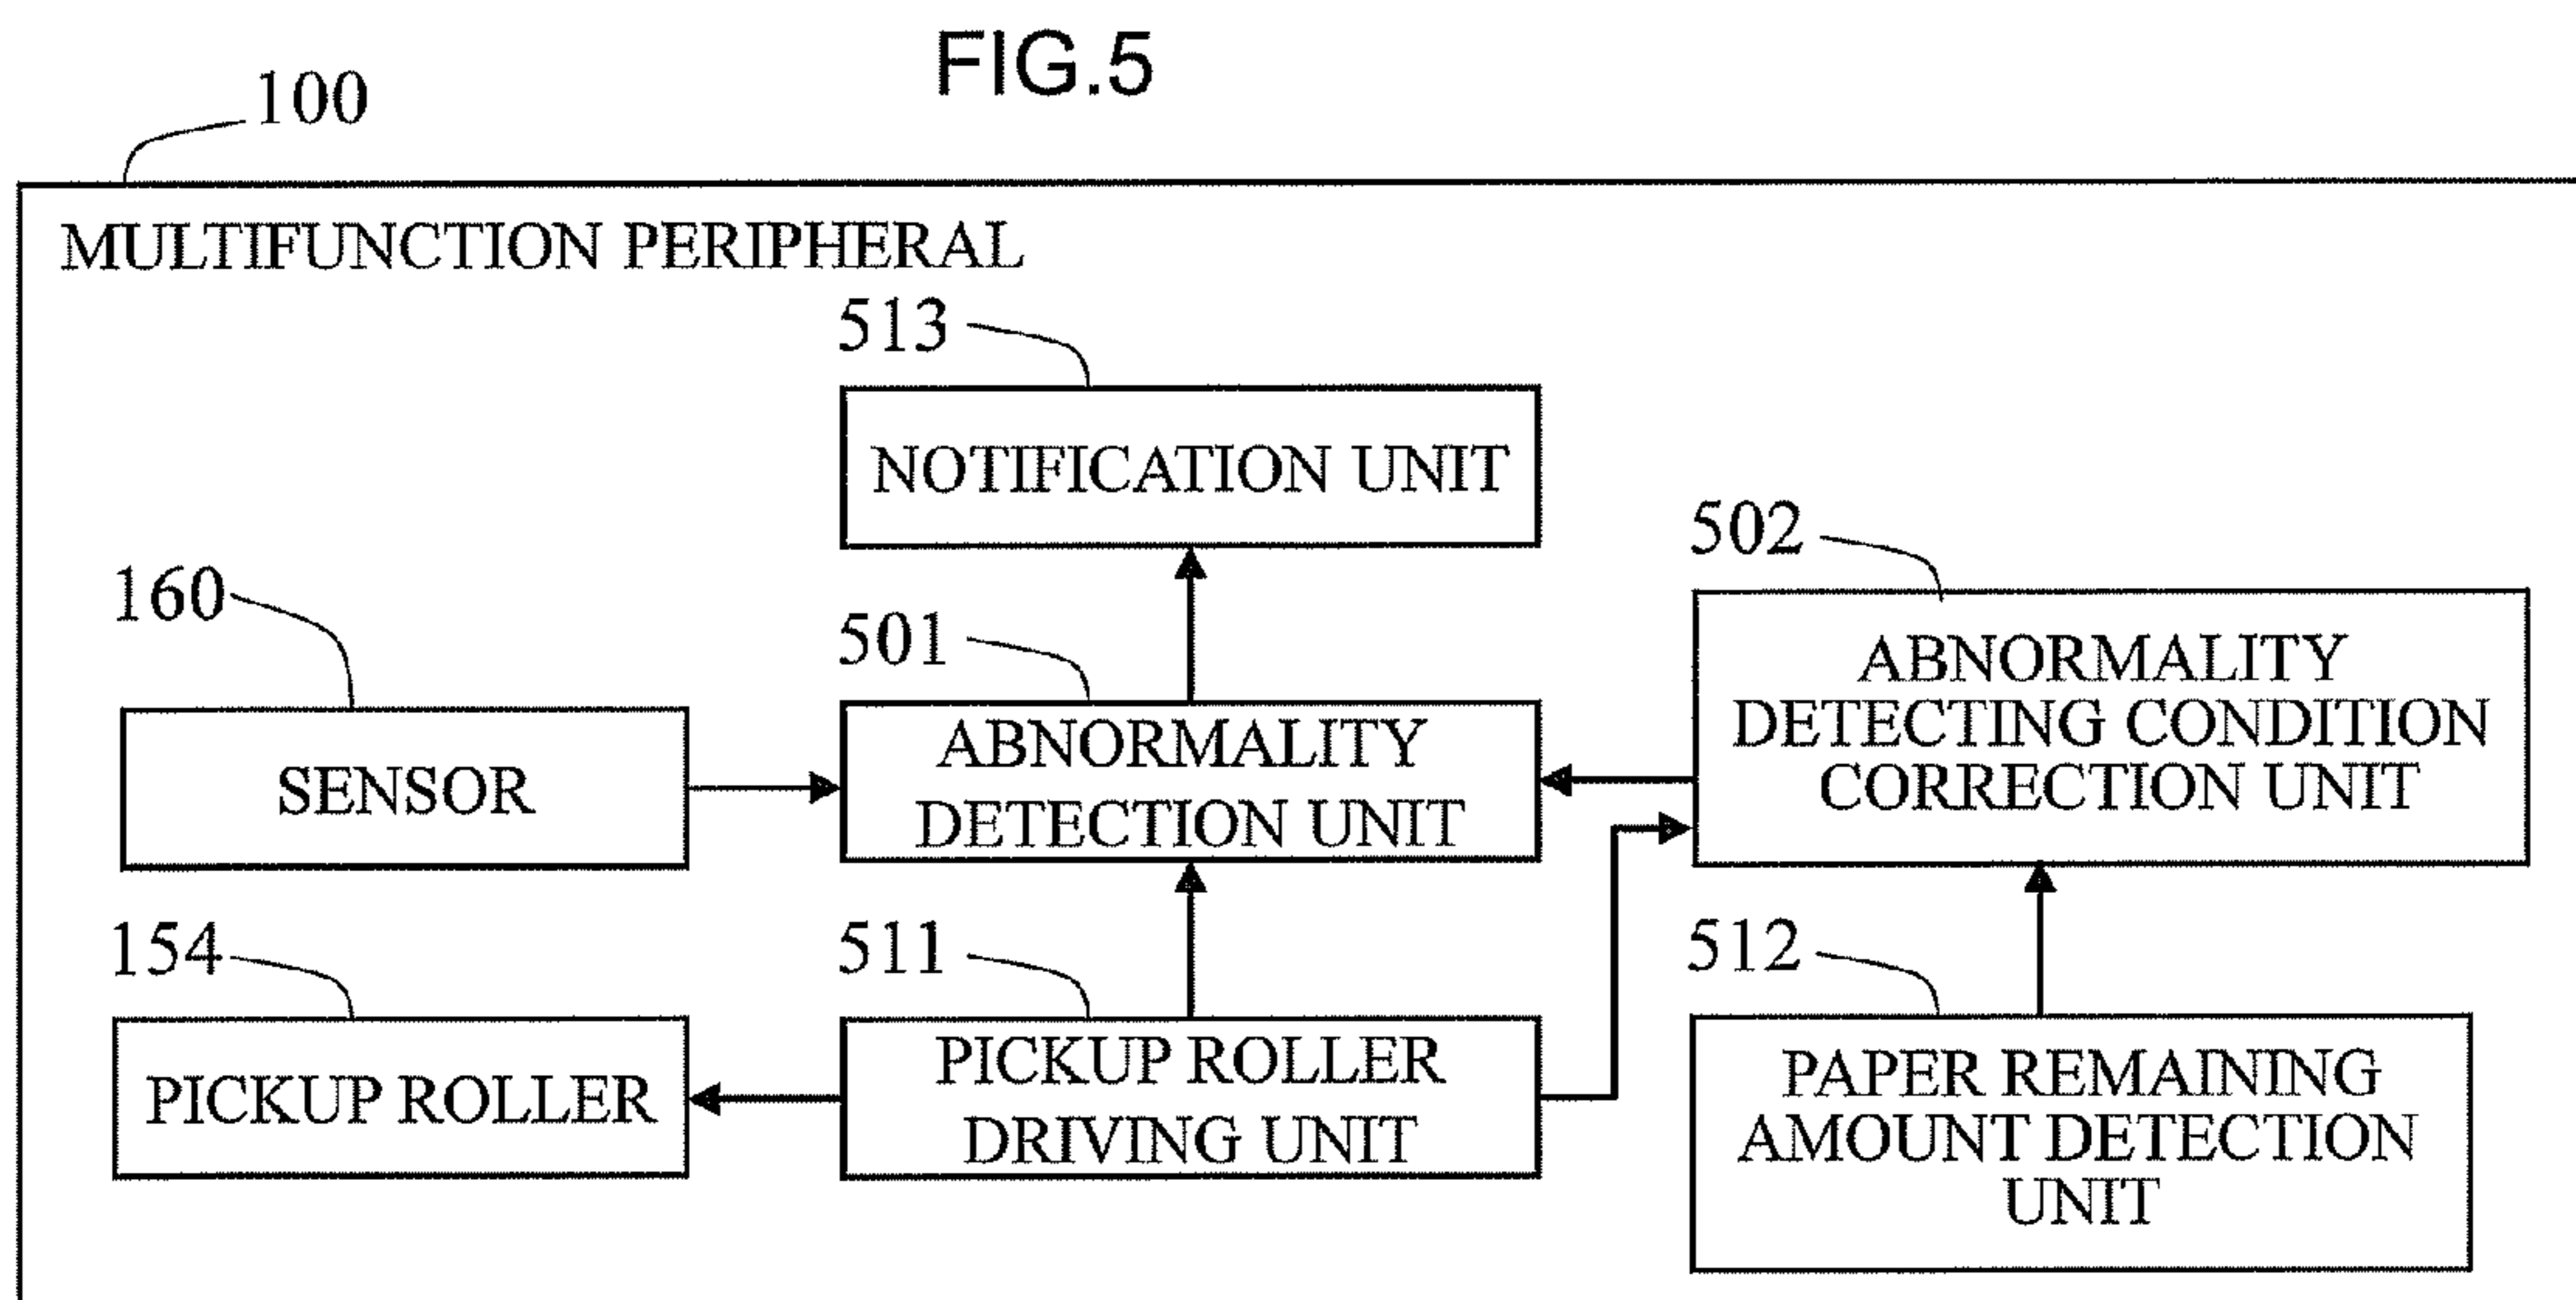 FIG.5
100
MULTIFUNCTION PERIPHERAL
513
NOTIFICATION UNIT
502
ABNORMALITY
DETECTING CONDITION
CORRECTION UNIT
160
SENSOR
501
ABNORMALITY
DETECTION UNIT
154
PICKUP ROLLER
511
PICKUP ROLLER
DRIVING UNIT
512
PAPER REMAINING
AMOUNT DETECTION
UNIT